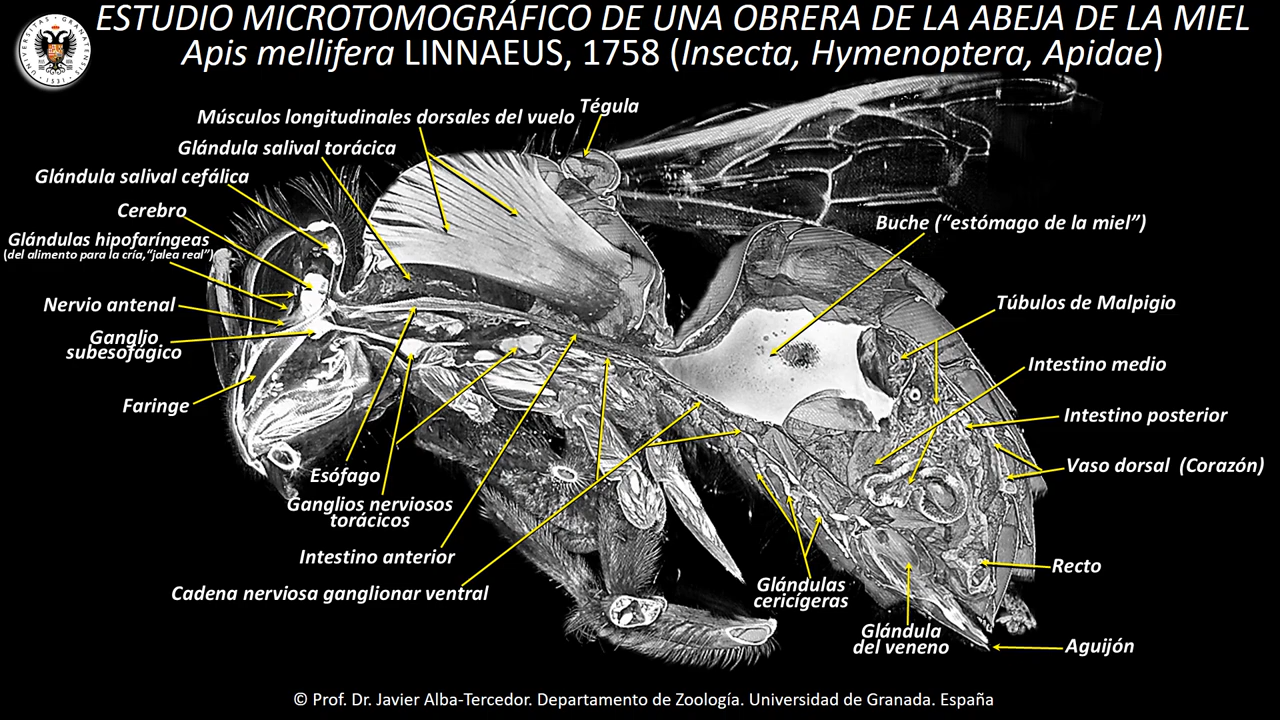 ESTUDIO MICROTOMOGRÁFICO DE UNA OBRERA DE LA ABEJA DE LA MIEL
Apis mellifera LINNAEUS, 1758 (Insecta, Hymenoptera, Apidae)
Tégula
Músculos longitudinales dorsales del vuelo
Glándula salival torácica
Glándula salival cefálica
Cerebro
Glándulas hipofaríngeas
(del alimento para la cría,“jalea real”)
Nervio antenal
Ganglio
subesofágico
Faringe
Esófago
Ganglios nerviosos
torácicos
Intestino anterior
Cadena nerviosa ganglionar ventral
Buche (“estómago de la miel”)
Túbulos de Malpigio
Intestino medio
Intestino posterior
Vaso dorsal (Corazón)
Recto
Glándulas
cericígeras
Glándula
del veneno
Aguijón
© Prof. Dr. Javier Alba-Tercedor. Departamento de Zoología. Universidad de Granada. España